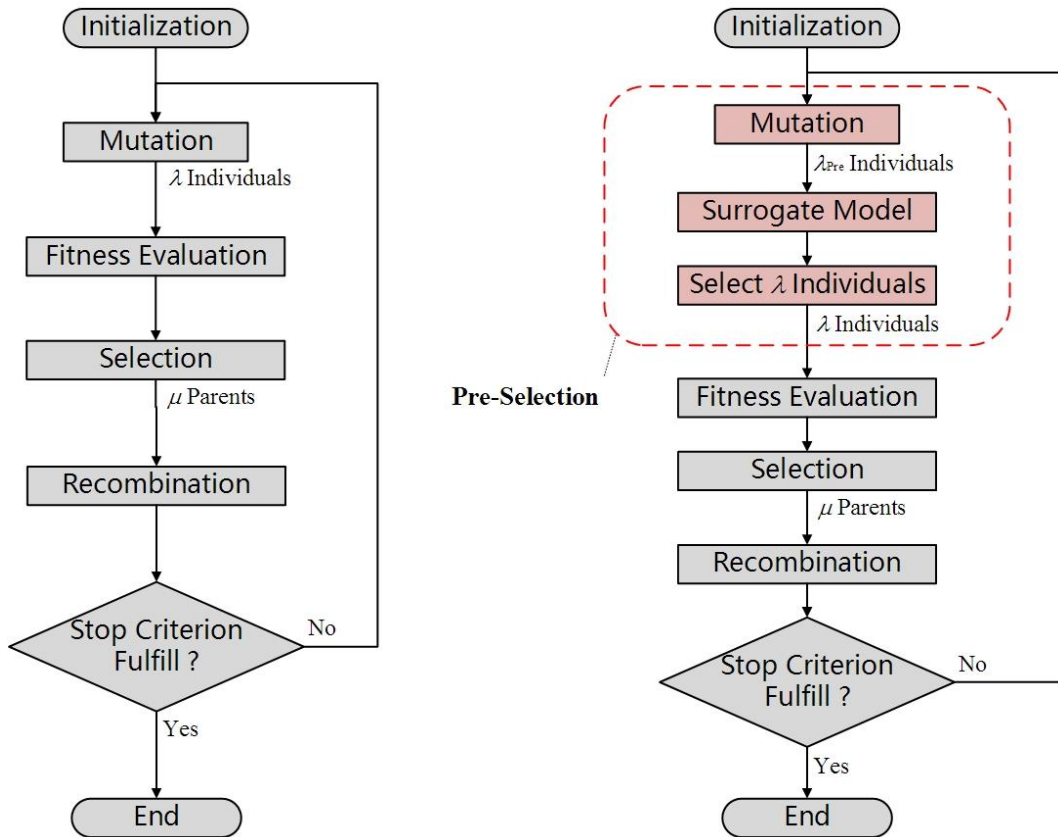 Initialization
Mutation
λ Individuals
Fitness Evaluation
Selection
μ Parents
Recombination
Stop Criterion
Fulfill ?
No
Yes
End
Initialization
Mutation
λPre Individuals
Surrogate Model
Select λ Individuals
λ Individuals
Pre-Selection
Fitness Evaluation
Selection
μ Parents
Recombination
Stop Criterion
Fulfill ?
No
Yes
End